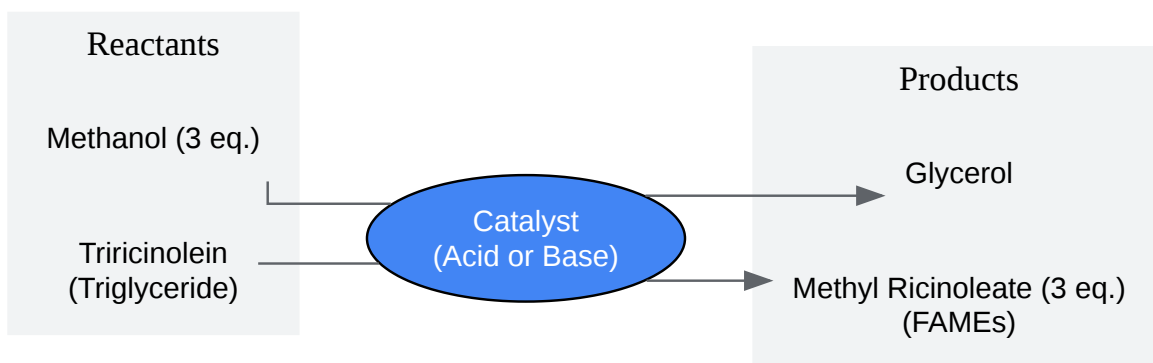 Reactants
Methanol (3 eq.)
Triricinolein
(Triglyceride)
Catalyst
(Acid or Base)
Products
Glycerol
Methyl Ricinoleate (3 eq.)
(FAMEs)